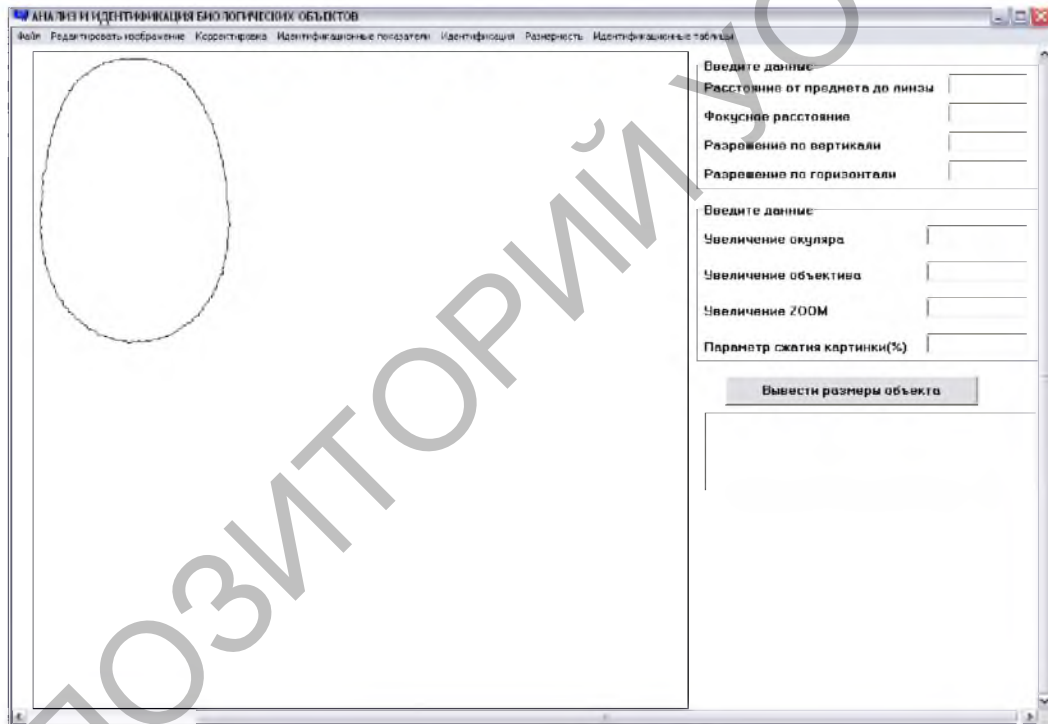 АНАЛИЗ И ИДЕНТИФИКАЦИЯ БИОЛОГИЧЕСКИХ ОБЪЕКТОВ
Файл Редактировать изображение Корректировка Идентификационные показатели Идентификация Размерность Идентификационные таблицы
Введите данные
Расстояние от предмета до линзы
Фокусное расстояние
Разрешение по вертикали
Разрешение по горизонтали
Введите данные
Увеличение окуляра
Увеличение объектива
Увеличение ZOOM
Параметр сжатия картинки(%)
Вывести размеры объекта
ПОЗИТОРИЙ УО